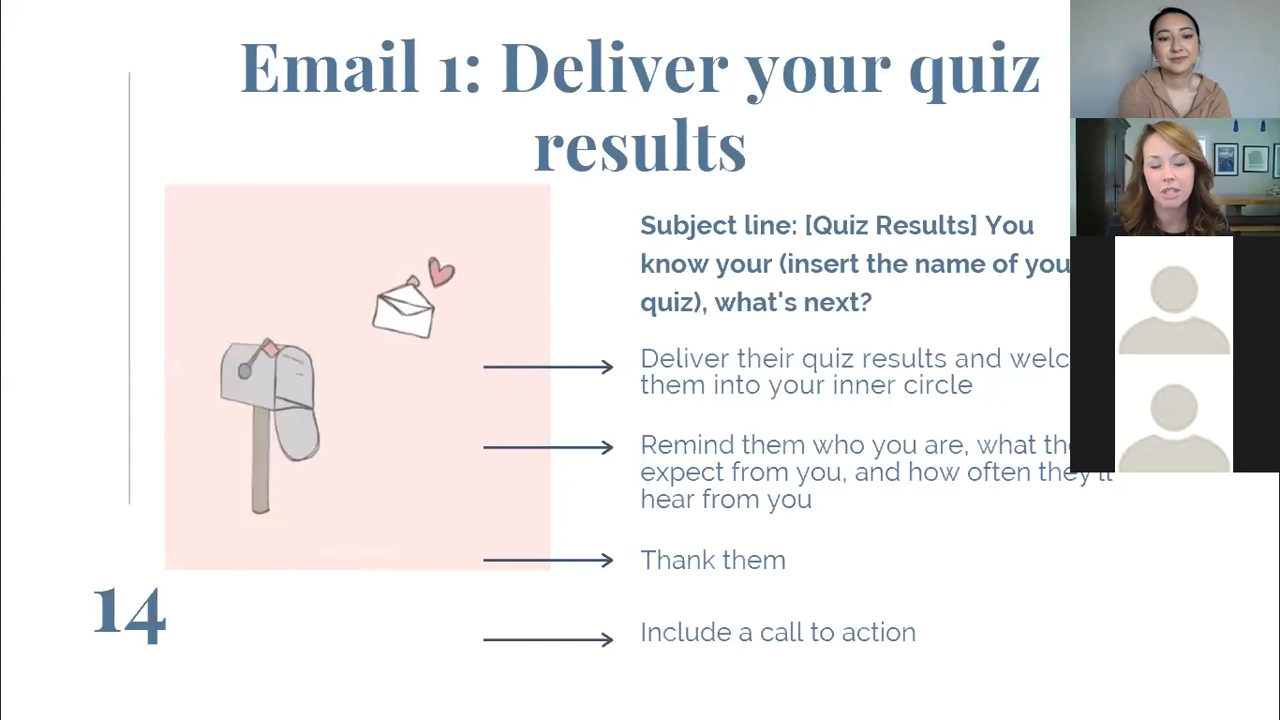 Email 1: Deliver your quiz
results
Subject line: [Quiz Results] You
know your (insert the name of you
quiz), what's next?
Deliver their quiz results and
them into your inner circle
Remind them who you are, what
expect from you, and how often they'll
hear from you
Thank them
Include a call to action
14